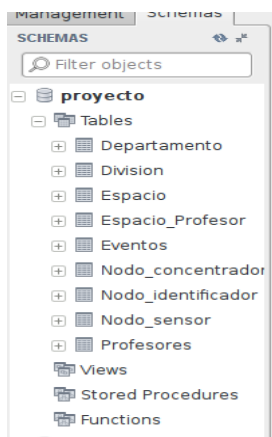 Management Schemas
SCHEMAS
Filter objects
proyecto
Tables
Departamento
Division
Espacio
Espacio_Profesor
Eventos
Nodo_concentrador
Nodo_identificador
Nodo_sensor
Profesores
Views
Stored Procedures
Functions